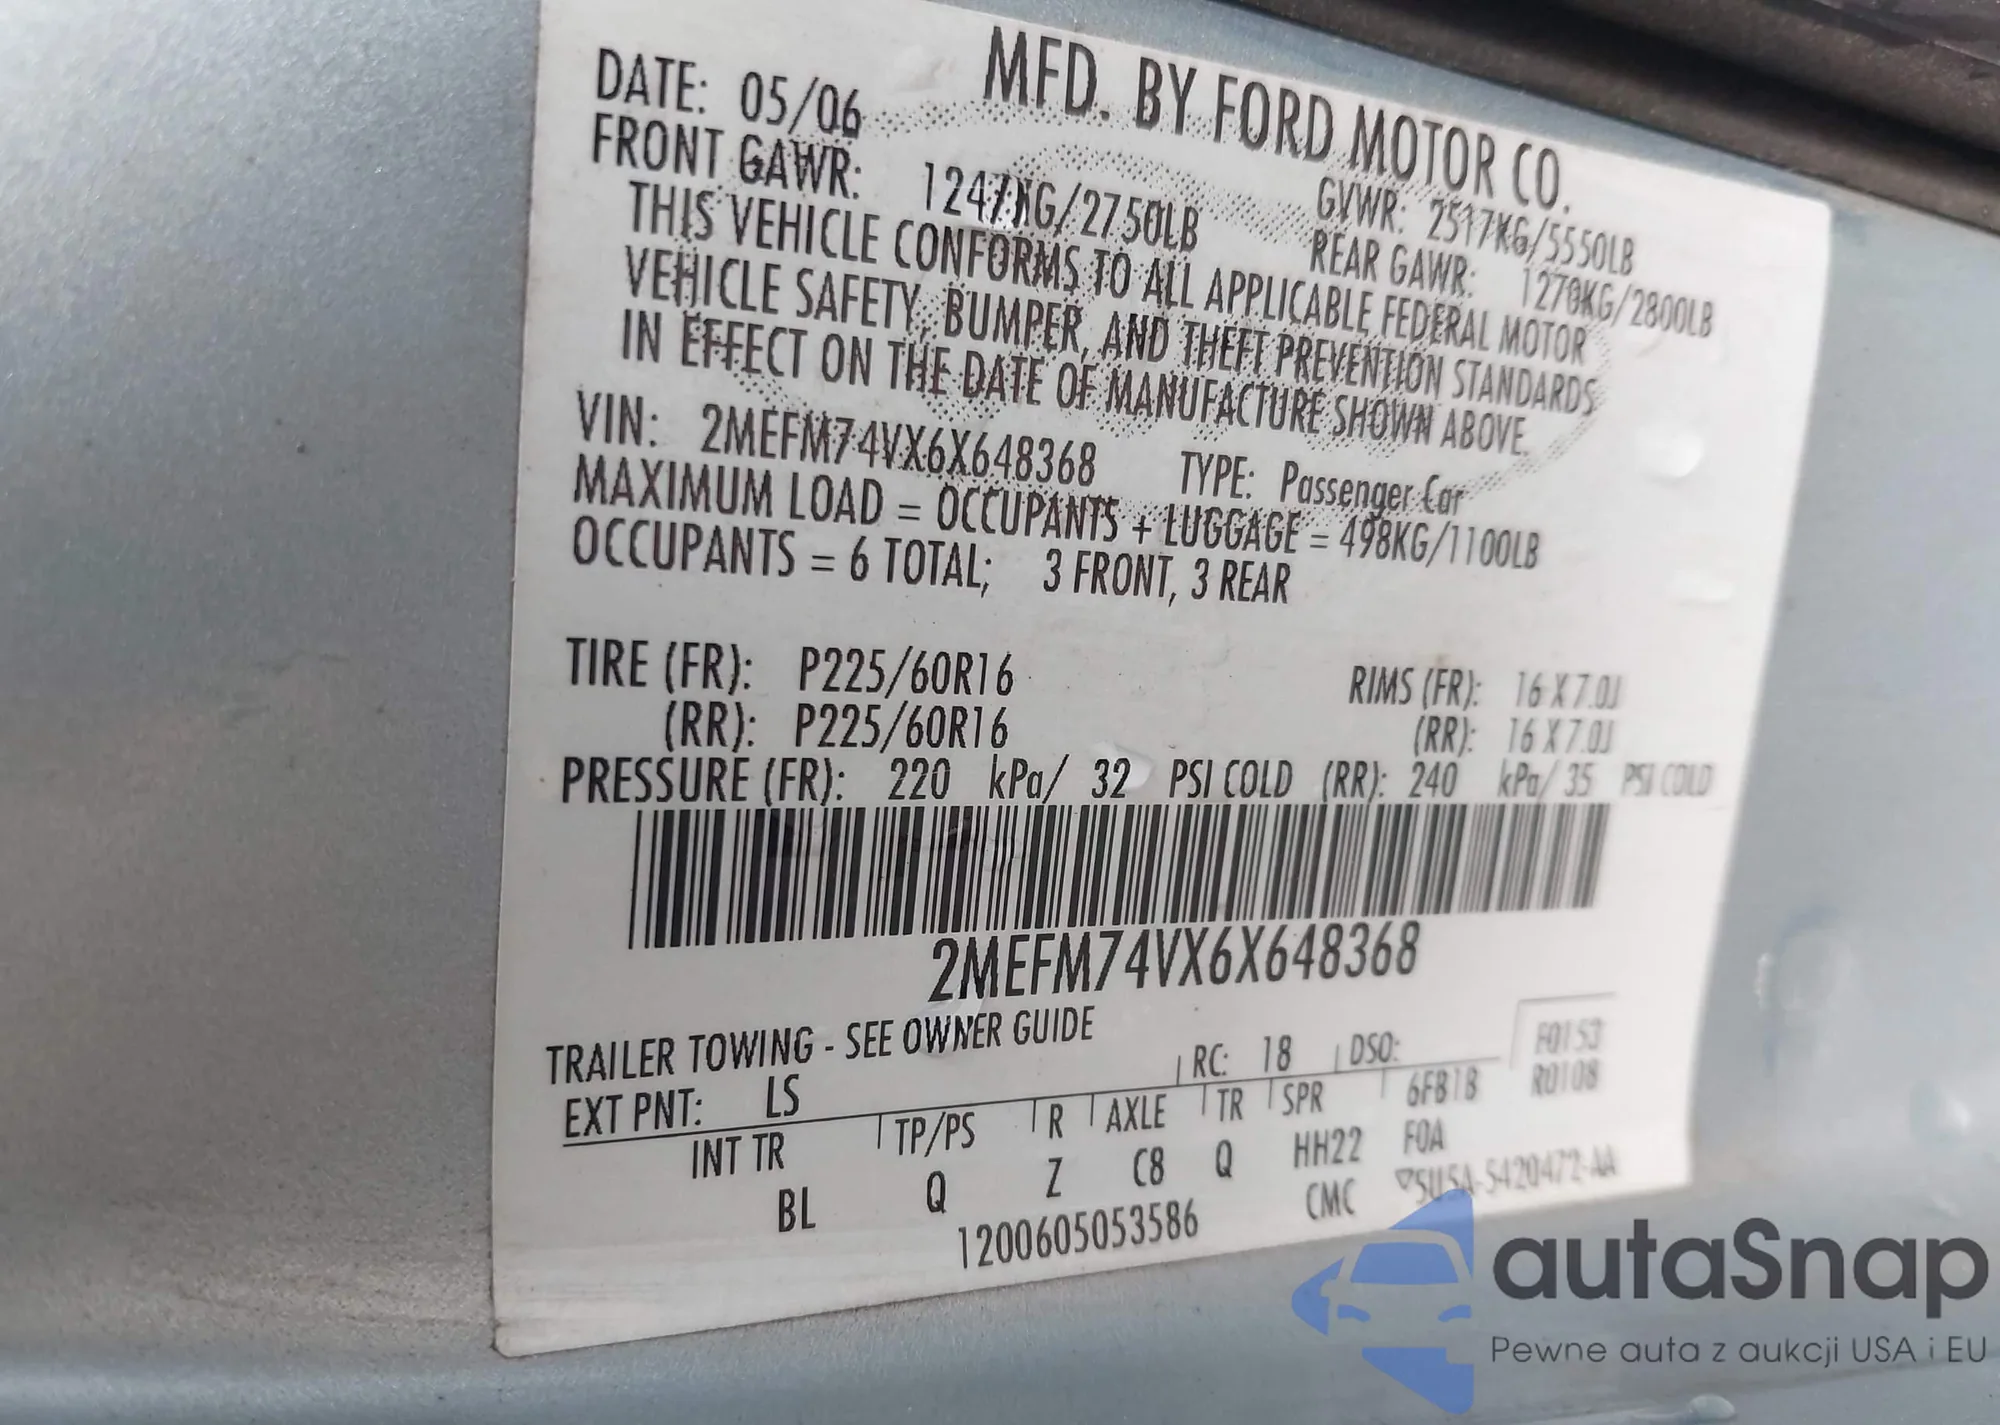 MFD. BY FORD MOTOR CO.
DATE: 05/06
GVWR: 2517KG/5550LB
FRONT GAWR: 1247KG/2750LB
REAR GAWR: 1270KG/2800LB
THIS VEHICLE CONFORMS TO ALL APPLICABLE FEDERAL MOTOR
VEHICLE SAFETY, BUMPER, AND THEFT PREVENTION STANDARDS
IN EFFECT ON THE DATE OF MANUFACTURE SHOWN ABOVE.
VIN: 2MEFM74VX6X648368 TYPE: Passenger Car
MAXIMUM LOAD = OCCUPANTS + LUGGAGE = 498KG/1100LB
OCCUPANTS = 6 TOTAL; 3 FRONT, 3 REAR
TIRE (FR): P225/60R16 RIMS (FR): 16 X 7.0J
(RR): P225/60R16 (RR): 16 X 7.0J
PRESSURE (FR): 220 kPa/ 32 PSI COLD (RR): 240 kPa/ 35 PSI COLD
2MEFM74VX6X648368
TRAILER TOWING - SEE OWNER GUIDE
F0153
R0108
EXT PNT: LS RC: 18 DSO:
INT TR TP/PS R AXLE TR SPR 6FB1B
BL Q Z C8 Q HH22 F0A
1200605053586 CMC ▽5U5A-5420472-AA
autaSnap
Pewne auta z aukcji USA i EU